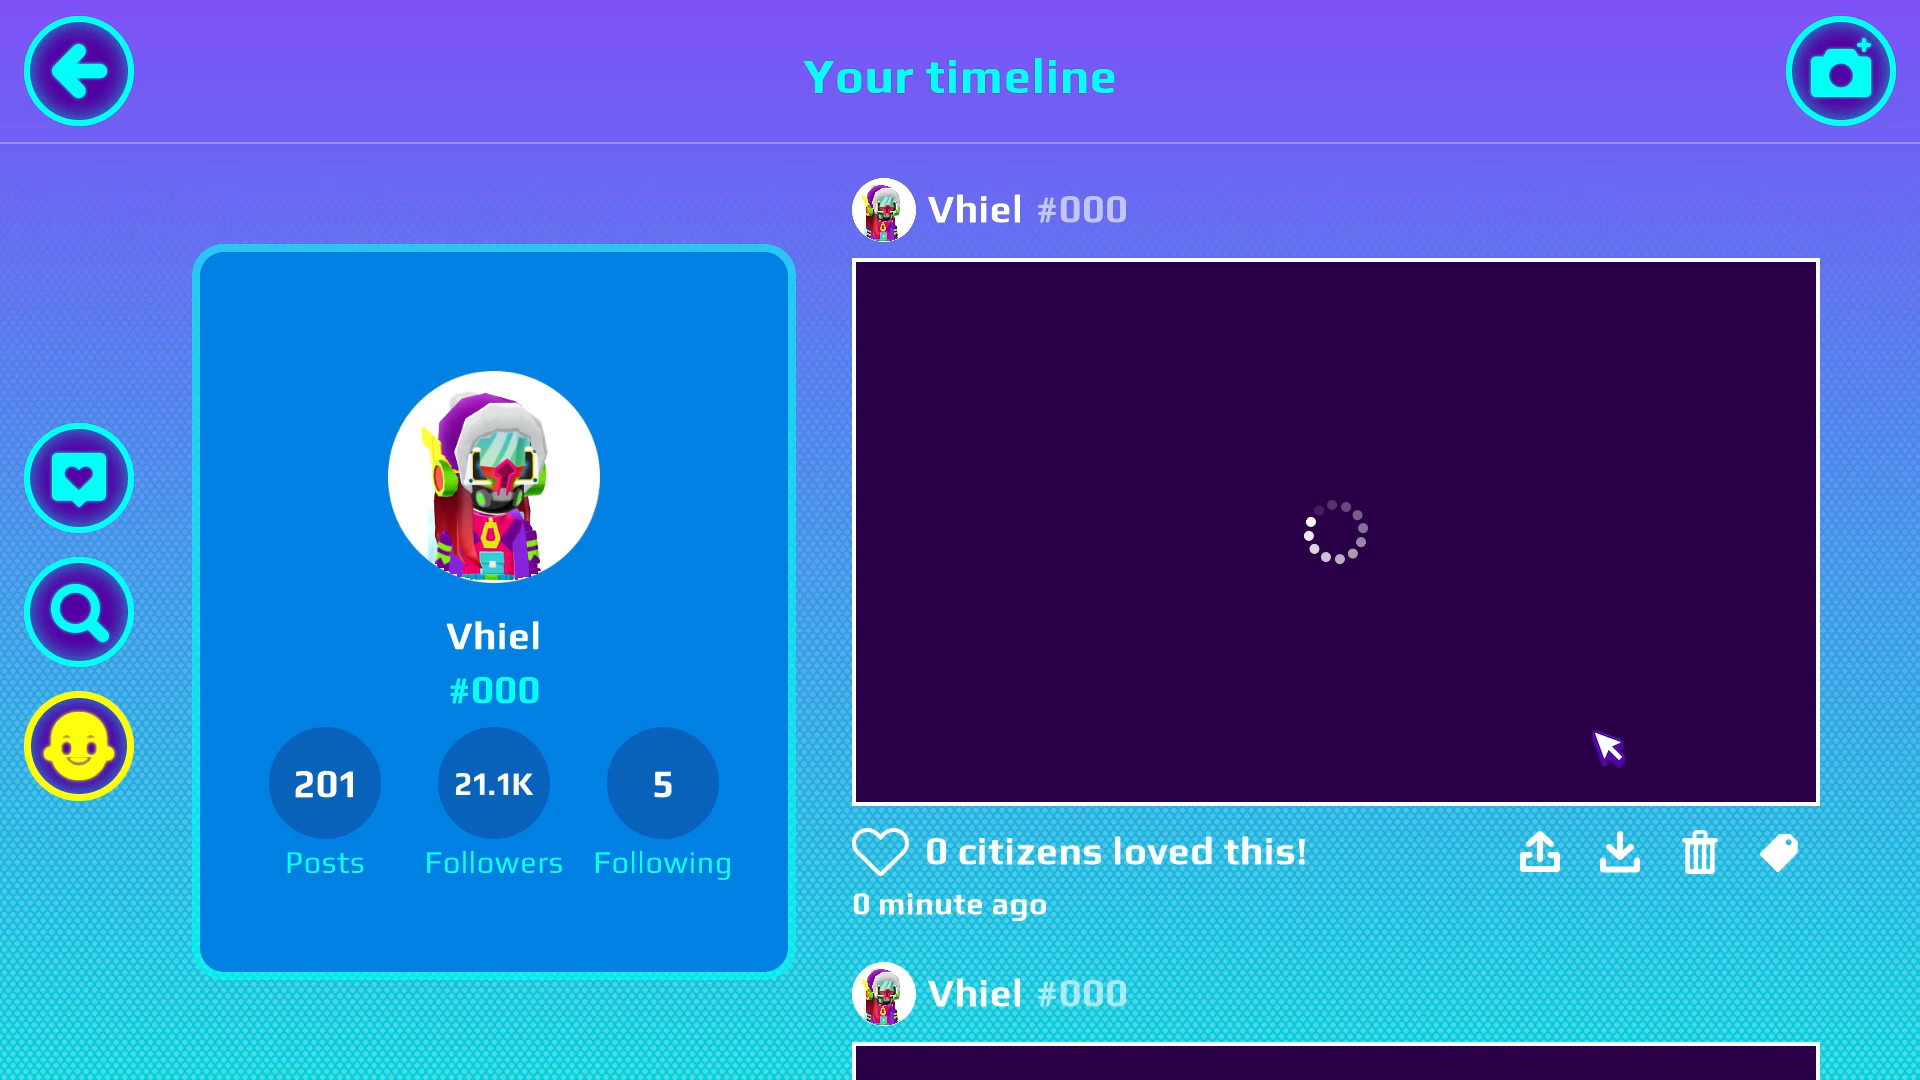 Your timeline
Vhiel #000
Vhiel
#000
201
21.1K
5
Posts
Followers
Following
0 citizens loved this!
0 minute ago
Vhiel #000